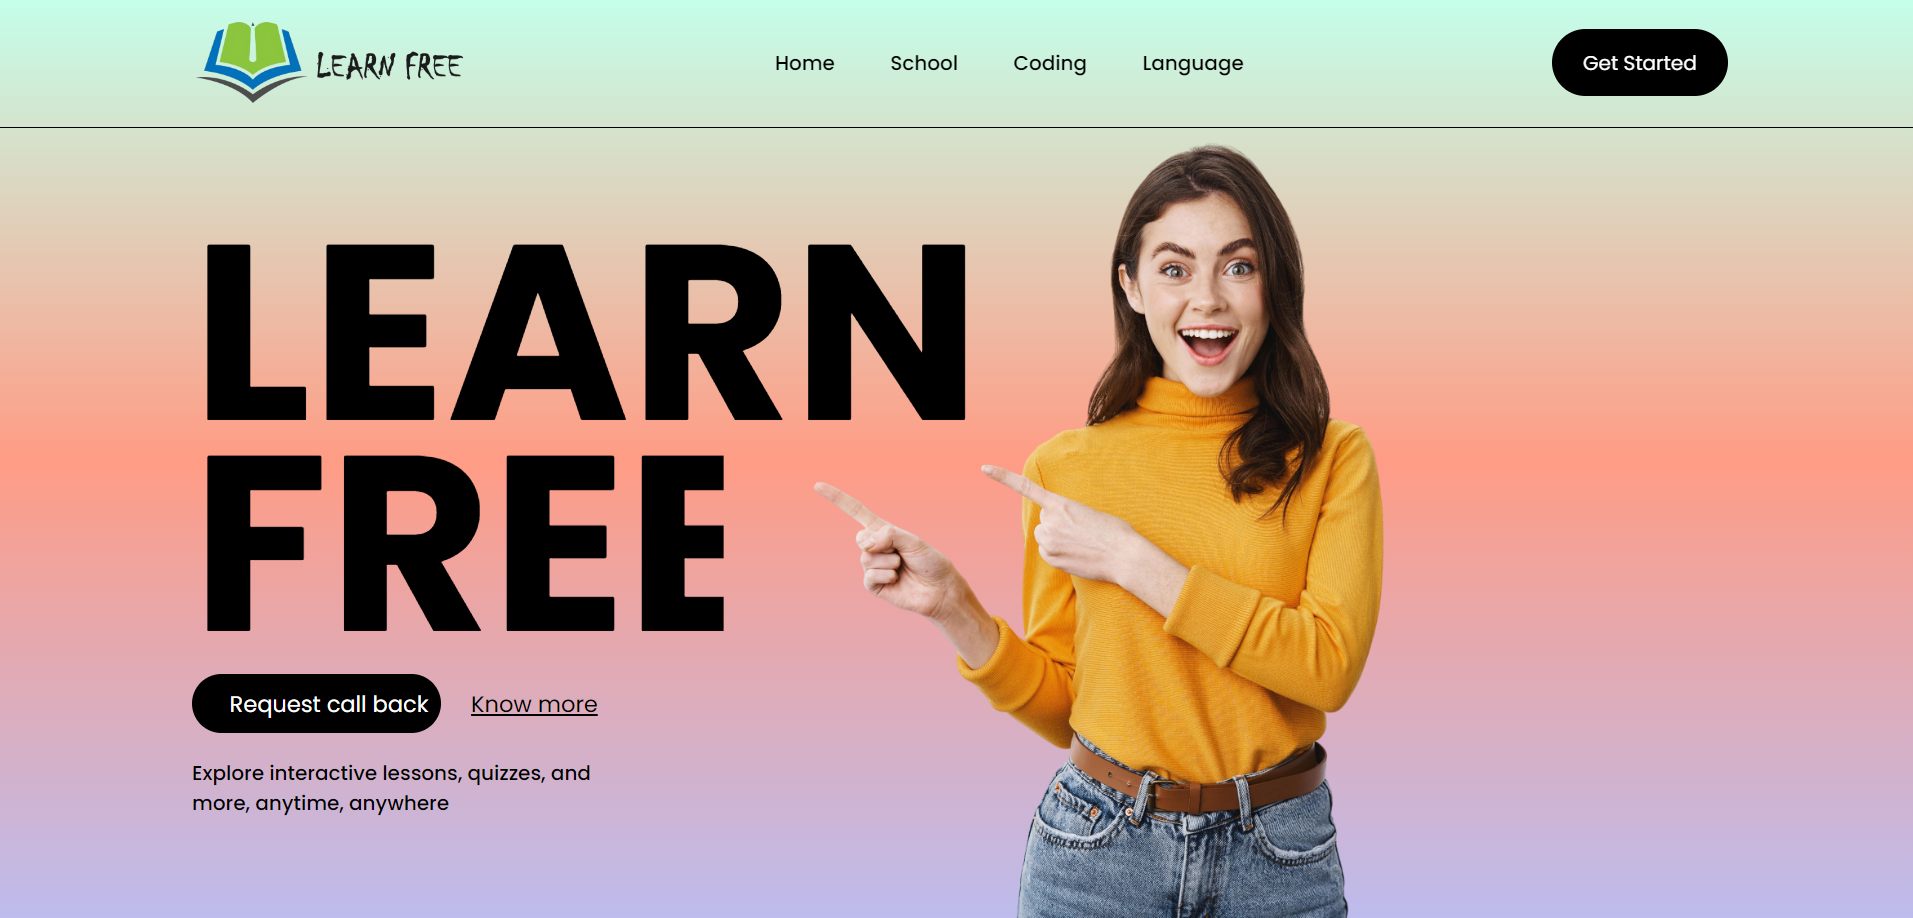 LEARN FREE
Home
School
Coding
Language
Get Started
LEARN
FREE
Request call back
Know more
Explore interactive lessons, quizzes, and
more, anytime, anywhere